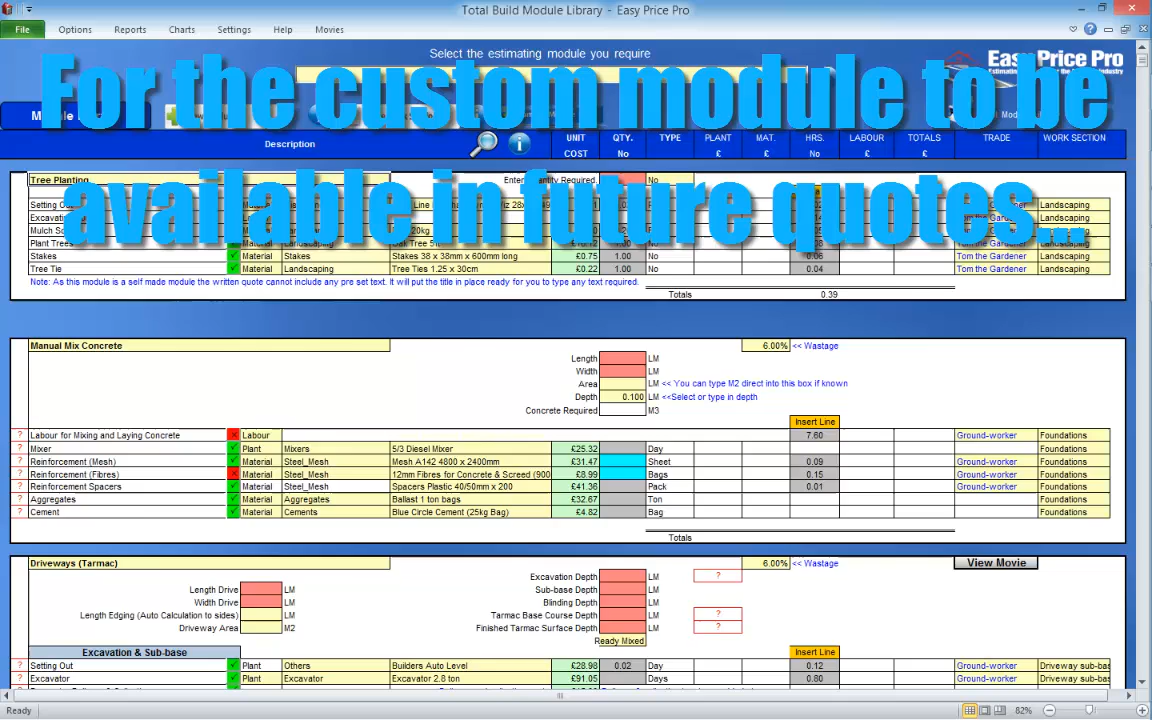 Total Build Module Library - Easy Price Pro
File Options Reports Charts Settings Help Movies
Select the estimating module you require
Easy Price Pro
For the custom module to be
available in future quotes...
Description UNIT COST QTY. No TYPE PLANT £ MAT. £ HRS. No LABOUR £ TOTALS £ TRADE WORK SECTION
Tree Planting No
Landscaping
Landscaping
Landscaping
Plant Trees Material No Tom the Gardener Landscaping
Stakes Material Stakes Stakes 38 x 38mm x 600mm long £0.75 1.00 No 0.06 Tom the Gardener Landscaping
Tree Tie Material Landscaping Tree Ties 1.25 x 30cm £0.22 1.00 No 0.04 Tom the Gardener Landscaping
Note: As this module is a self made module the written quote cannot include any pre set text. It will put the title in place ready for you to type any text required.
Totals 0.39
Manual Mix Concrete 6.00% << Wastage
Length LM
Width LM
Area LM << You can type M2 direct into this box if known
Depth 0.100 LM <<Select or type in depth
Concrete Required M3
Insert Line
? Labour for Mixing and Laying Concrete Labour 7.60 Ground-worker Foundations
? Mixer Plant Mixers 5/3 Diesel Mixer £25.32 Day Foundations
? Reinforcement (Mesh) Material Steel_Mesh Mesh A142 4800 x 2400mm £31.47 Sheet 0.09 Ground-worker Foundations
? Reinforcement (Fibres) Material Steel_Mesh 12mm Fibres for Concrete & Screed (900 £8.99 Bags 0.15 Ground-worker Foundations
? Reinforcement Spacers Material Steel_Mesh Spacers Plastic 40/50mm x 200 £41.36 Pack 0.01 Ground-worker Foundations
? Aggregates Material Aggregates Ballast 1 ton bags £32.67 Ton Foundations
? Cement Material Cements Blue Circle Cement (25kg Bag) £4.82 Bag Foundations
Totals
Driveways (Tarmac) 6.00% << Wastage View Movie
Excavation Depth LM ?
Length Drive LM Sub-base Depth LM
Width Drive LM Blinding Depth LM
Length Edging (Auto Calculation to sides) LM Tarmac Base Course Depth LM ?
Driveway Area M2 Finished Tarmac Surface Depth LM ?
Ready Mixed
Excavation & Sub-base Insert Line
? Setting Out Plant Others Builders Auto Level £28.98 0.02 Day 0.12 Ground-worker Driveway sub-bas
? Excavator Plant Excavator Excavator 2.8 ton £91.05 Days 0.80 Ground-worker Driveway sub-bas
Ready 82%